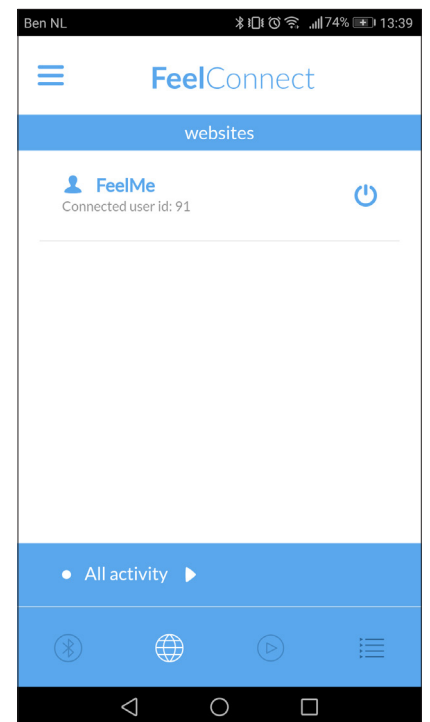 Ben NL 74% 13:39
FeelConnect
websites
FeelMe
Connected user id: 91
All activity